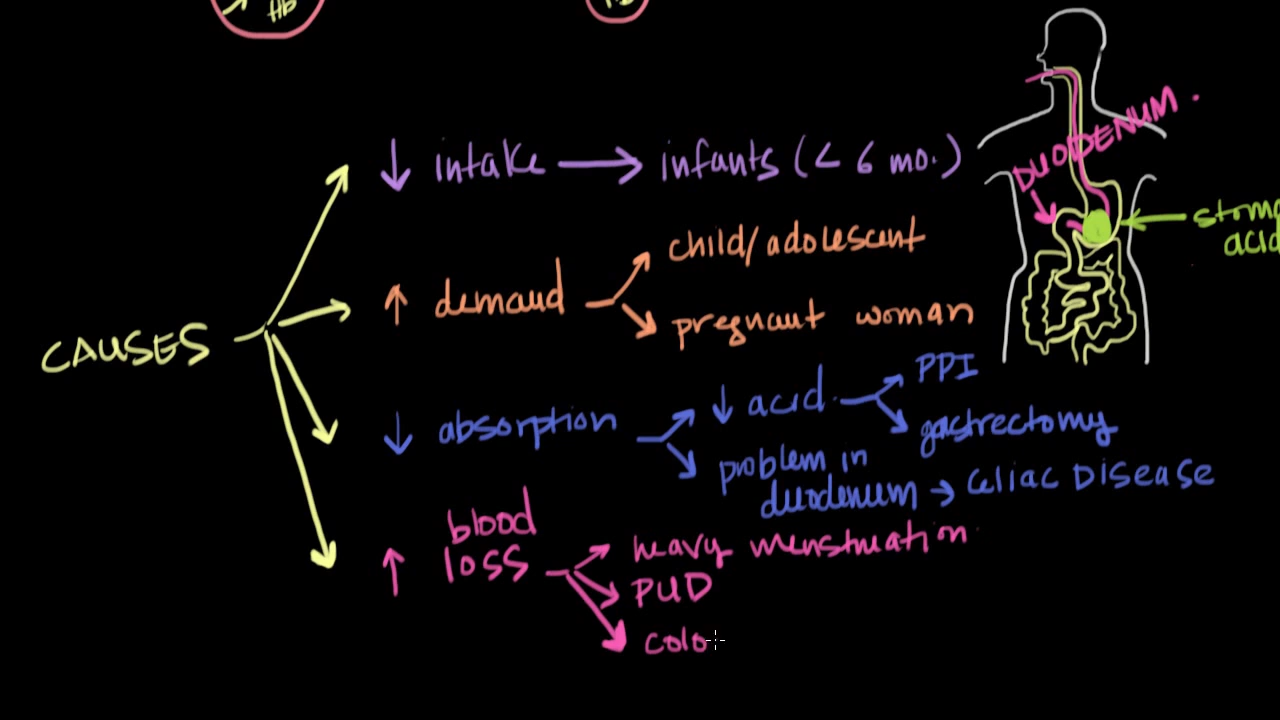 Hb
DUODENUM.
↓ intake → infants (< 6 mo.)
stom
acid
child/adolescent
↑ demand
pregnant woman
CAUSES
PPI
↓ acid
↓ absorption
gastrectomy
problem in
duodenum → Celiac Disease
blood
↑ loss
heavy menstruation
PUD
colo